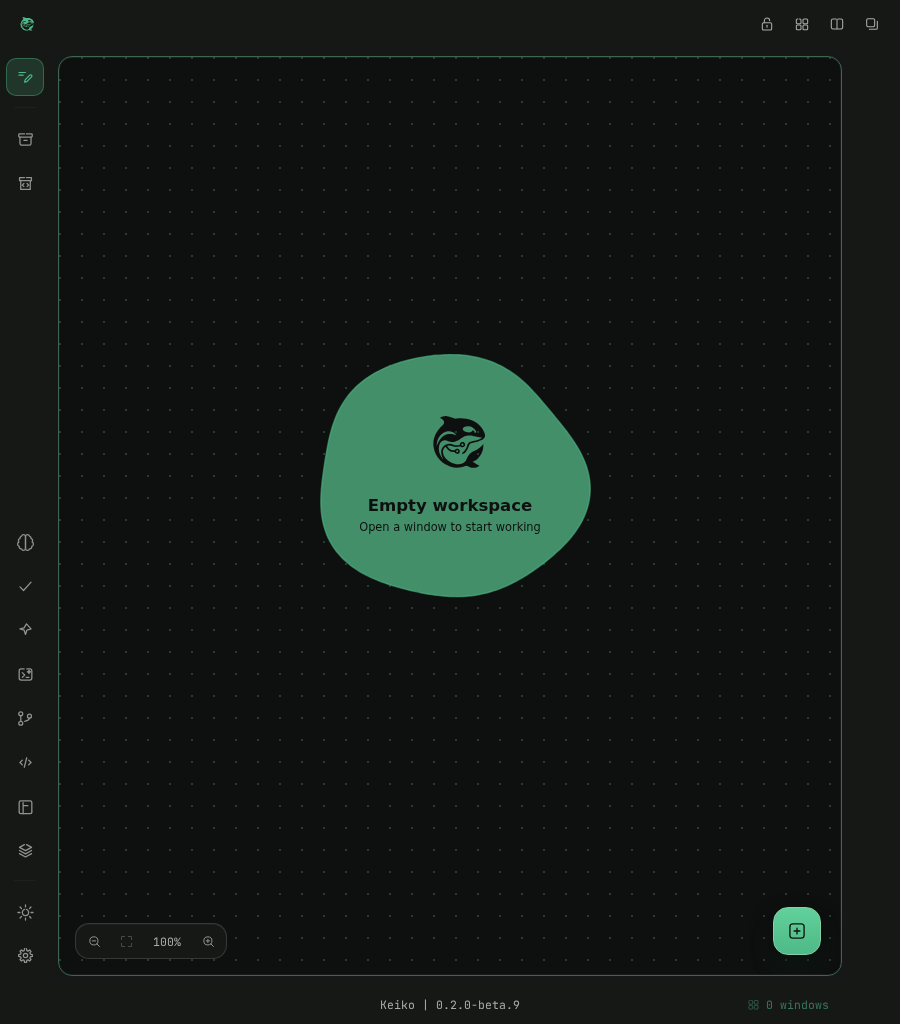 Empty workspace
Open a window to start working
100%
Keiko | 0.2.0-beta.9
0 windows